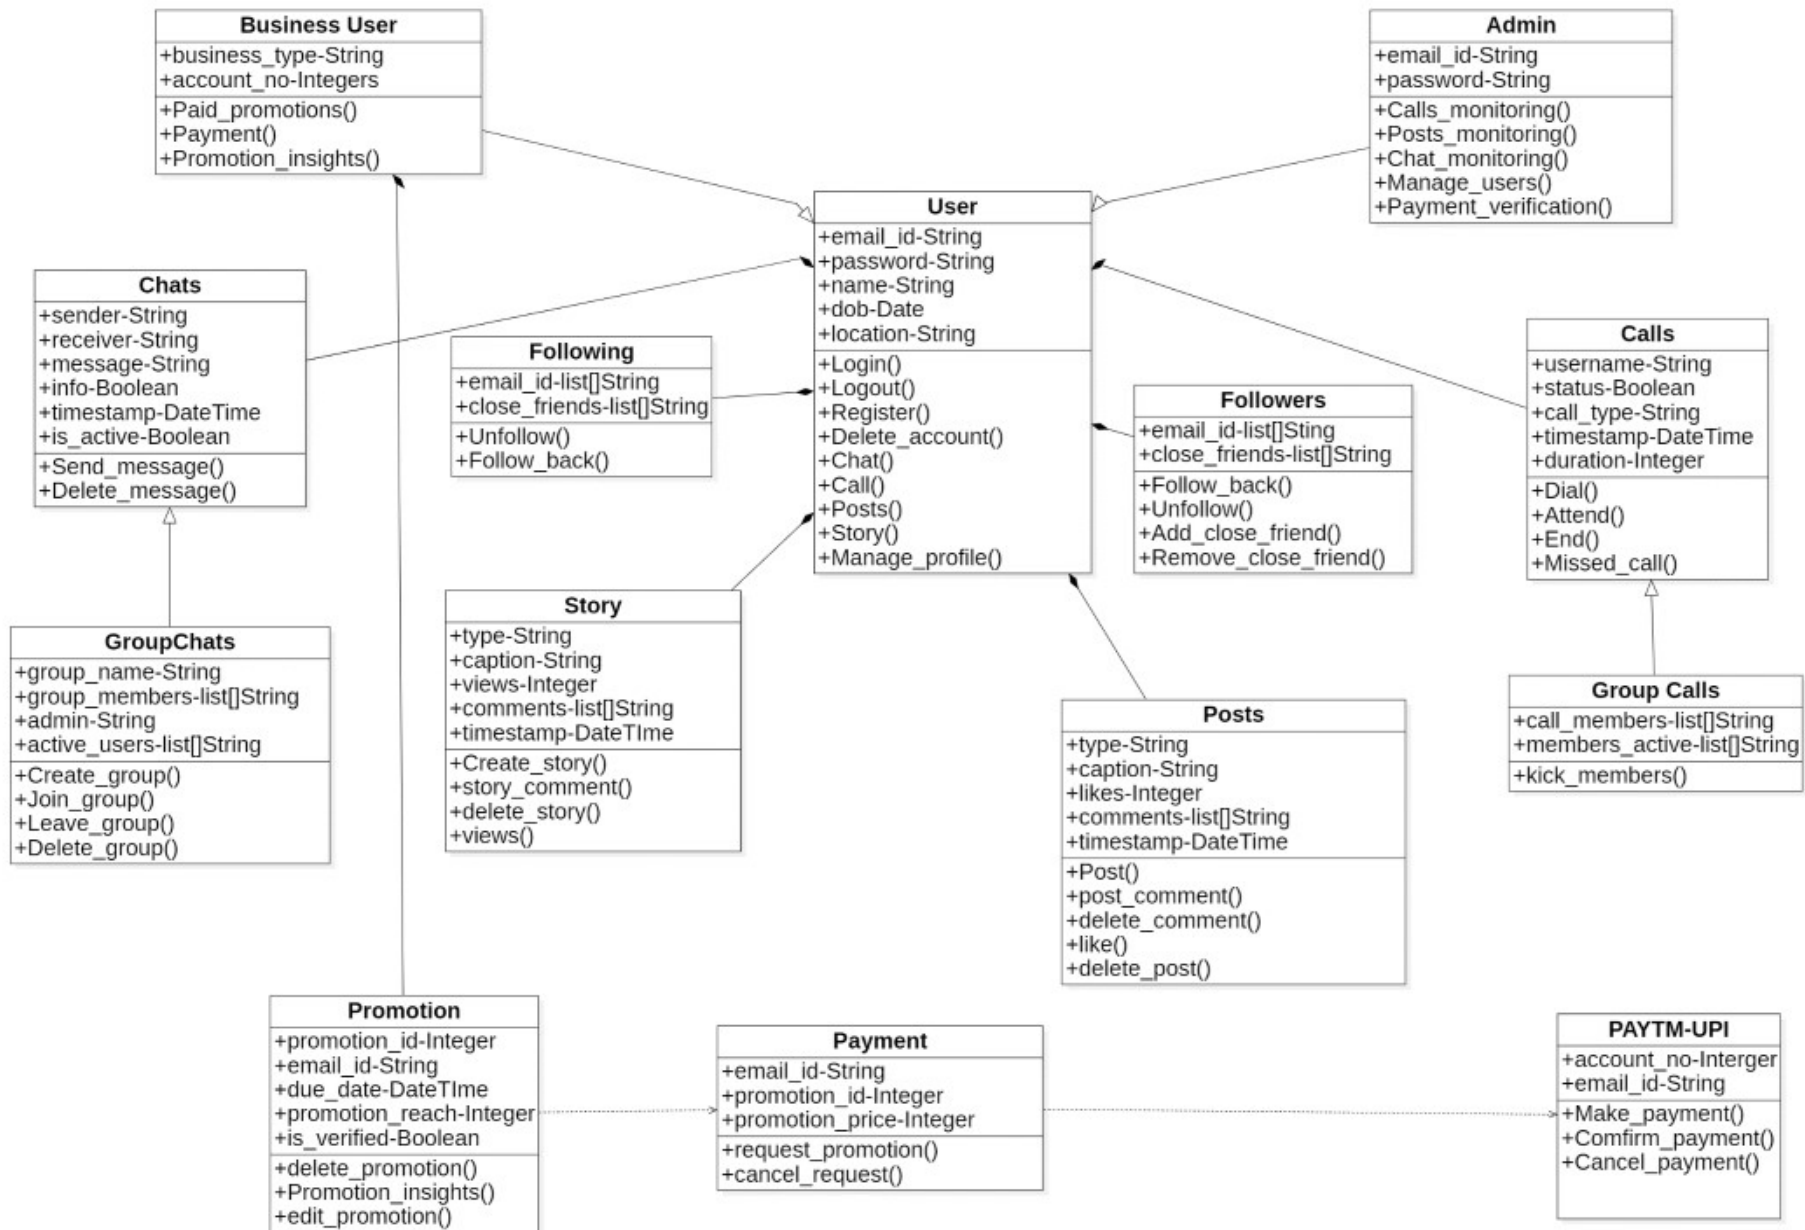 Business User
+business_type-String
+account_no-Integers
+Paid_promotions()
+Payment()
+Promotion_insights()
Admin
+email_id-String
+password-String
+Calls_monitoring()
+Posts_monitoring()
+Chat_monitoring()
+Manage_users()
+Payment_verification()
User
+email_id-String
+password-String
+name-String
+dob-Date
+location-String
+Login()
+Logout()
+Register()
+Delete_account()
+Chat()
+Call()
+Posts()
+Story()
+Manage_profile()
Chats
+sender-String
+receiver-String
+message-String
+info-Boolean
+timestamp-DateTime
+is_active-Boolean
+Send_message()
+Delete_message()
Following
+email_id-list[]String
+close_friends-list[]String
+Unfollow()
+Follow_back()
Followers
+email_id-list[]Sting
+close_friends-list[]String
+Follow_back()
+Unfollow()
+Add_close_friend()
+Remove_close_friend()
Calls
+username-String
+status-Boolean
+call_type-String
+timestamp-DateTime
+duration-Integer
+Dial()
+Attend()
+End()
+Missed_call()
GroupChats
+group_name-String
+group_members-list[]String
+admin-String
+active_users-list[]String
+Create_group()
+Join_group()
+Leave_group()
+Delete_group()
Story
+type-String
+caption-String
+views-Integer
+comments-list[]String
+timestamp-DateTIme
+Create_story()
+story_comment()
+delete_story()
+views()
Posts
+type-String
+caption-String
+likes-Integer
+comments-list[]String
+timestamp-DateTime
+Post()
+post_comment()
+delete_comment()
+like()
+delete_post()
Group Calls
+call_members-list[]String
+members_active-list[]String
+kick_members()
Promotion
+promotion_id-Integer
+email_id-String
+due_date-DateTIme
+promotion_reach-Integer
+is_verified-Boolean
+delete_promotion()
+Promotion_insights()
+edit_promotion()
Payment
+email_id-String
+promotion_id-Integer
+promotion_price-Integer
+request_promotion()
+cancel_request()
PAYTM-UPI
+account_no-Interger
+email_id-String
+Make_payment()
+Comfirm_payment()
+Cancel_payment()